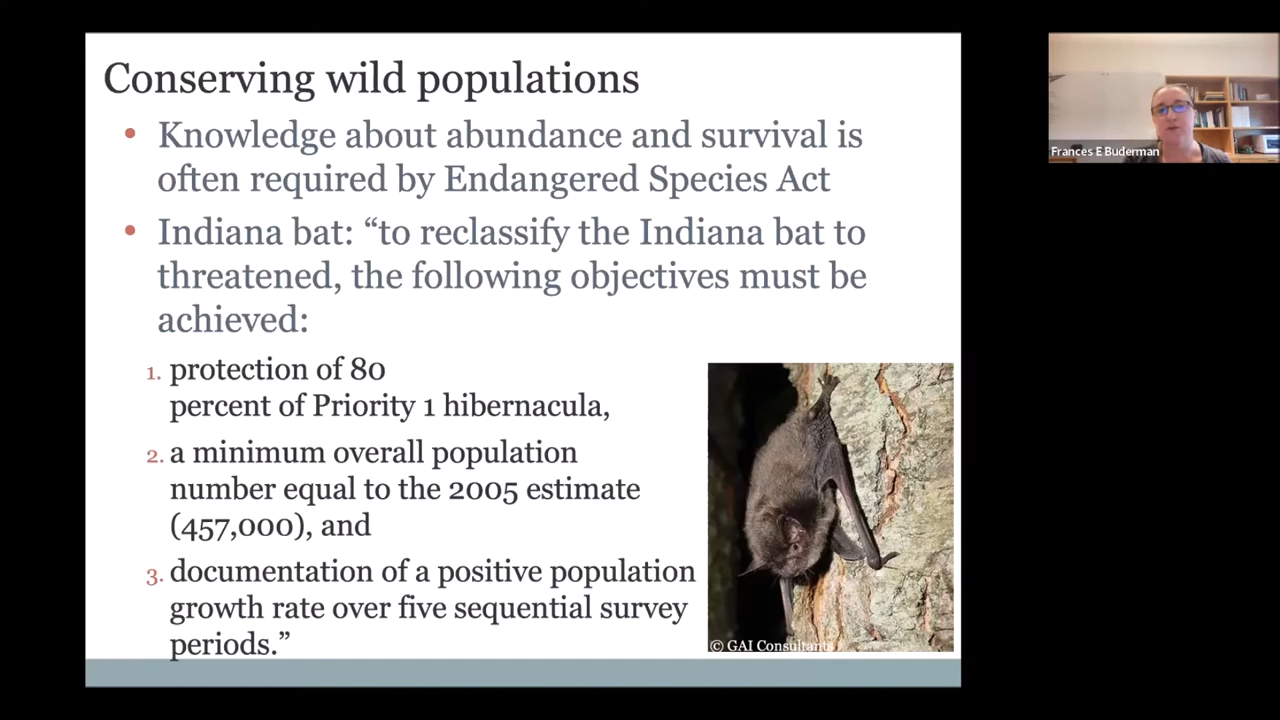 Conserving wild populations
• Knowledge about abundance and survival is
often required by Endangered Species Act
• Indiana bat: “to reclassify the Indiana bat to
threatened, the following objectives must be
achieved:
1. protection of 80
percent of Priority 1 hibernacula,
2. a minimum overall population
number equal to the 2005 estimate
(457,000), and
3. documentation of a positive population
growth rate over five sequential survey
periods.”
© GAI Consultants
Frances E Buderman